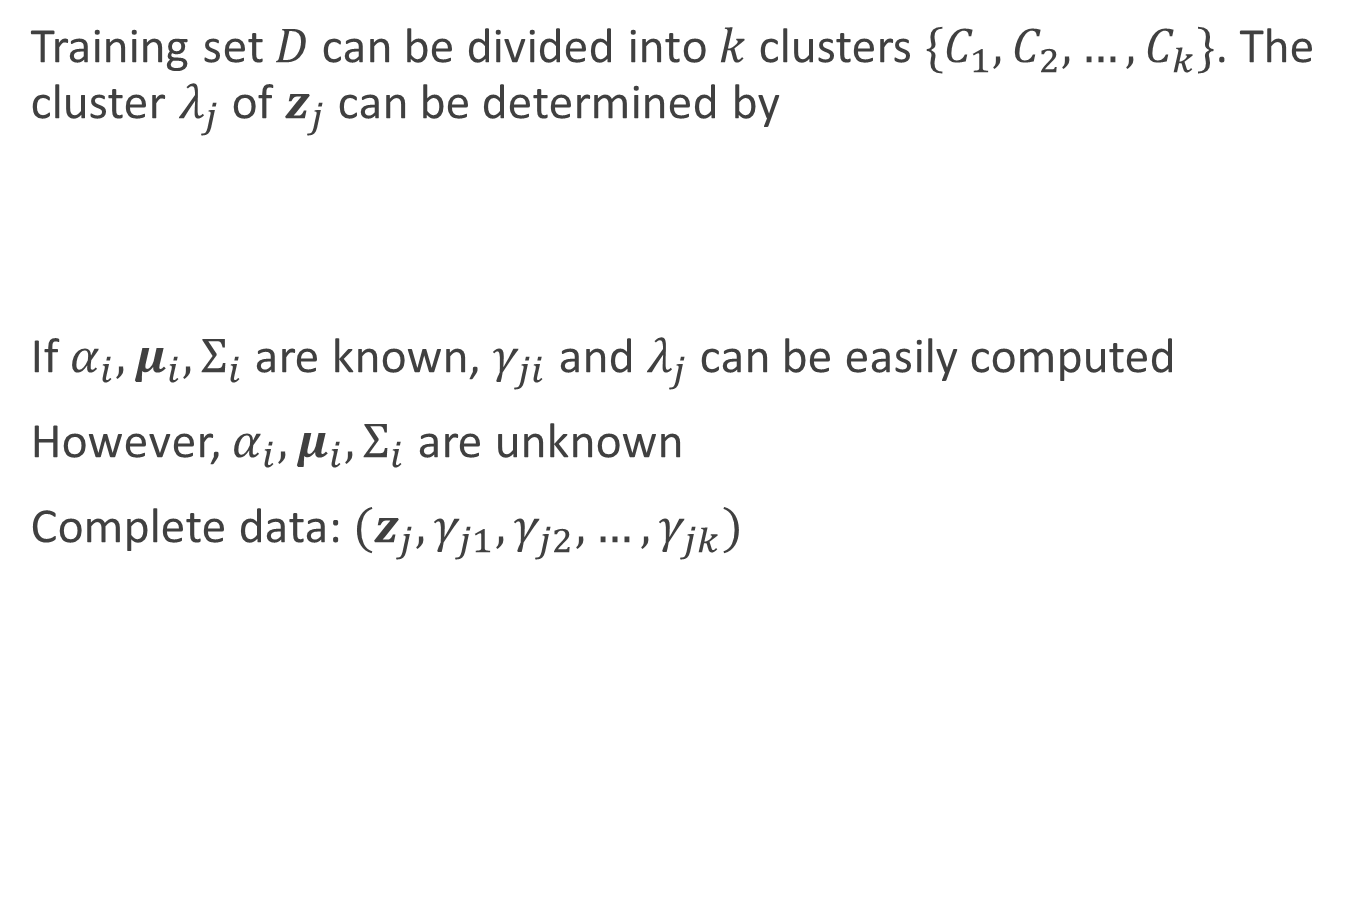 Training set 𝐷 can be divided into 𝑘 clusters {𝐶₁, 𝐶₂, … , 𝐶ₖ}. The
cluster 𝜆ⱼ of 𝒛ⱼ can be determined by
If 𝛼ᵢ, 𝝁ᵢ, Σᵢ are known, 𝛾ⱼᵢ and 𝜆ⱼ can be easily computed
However, 𝛼ᵢ, 𝝁ᵢ, Σᵢ are unknown
Complete data: (𝒛ⱼ, 𝛾ⱼ₁, 𝛾ⱼ₂, … , 𝛾ⱼₖ)